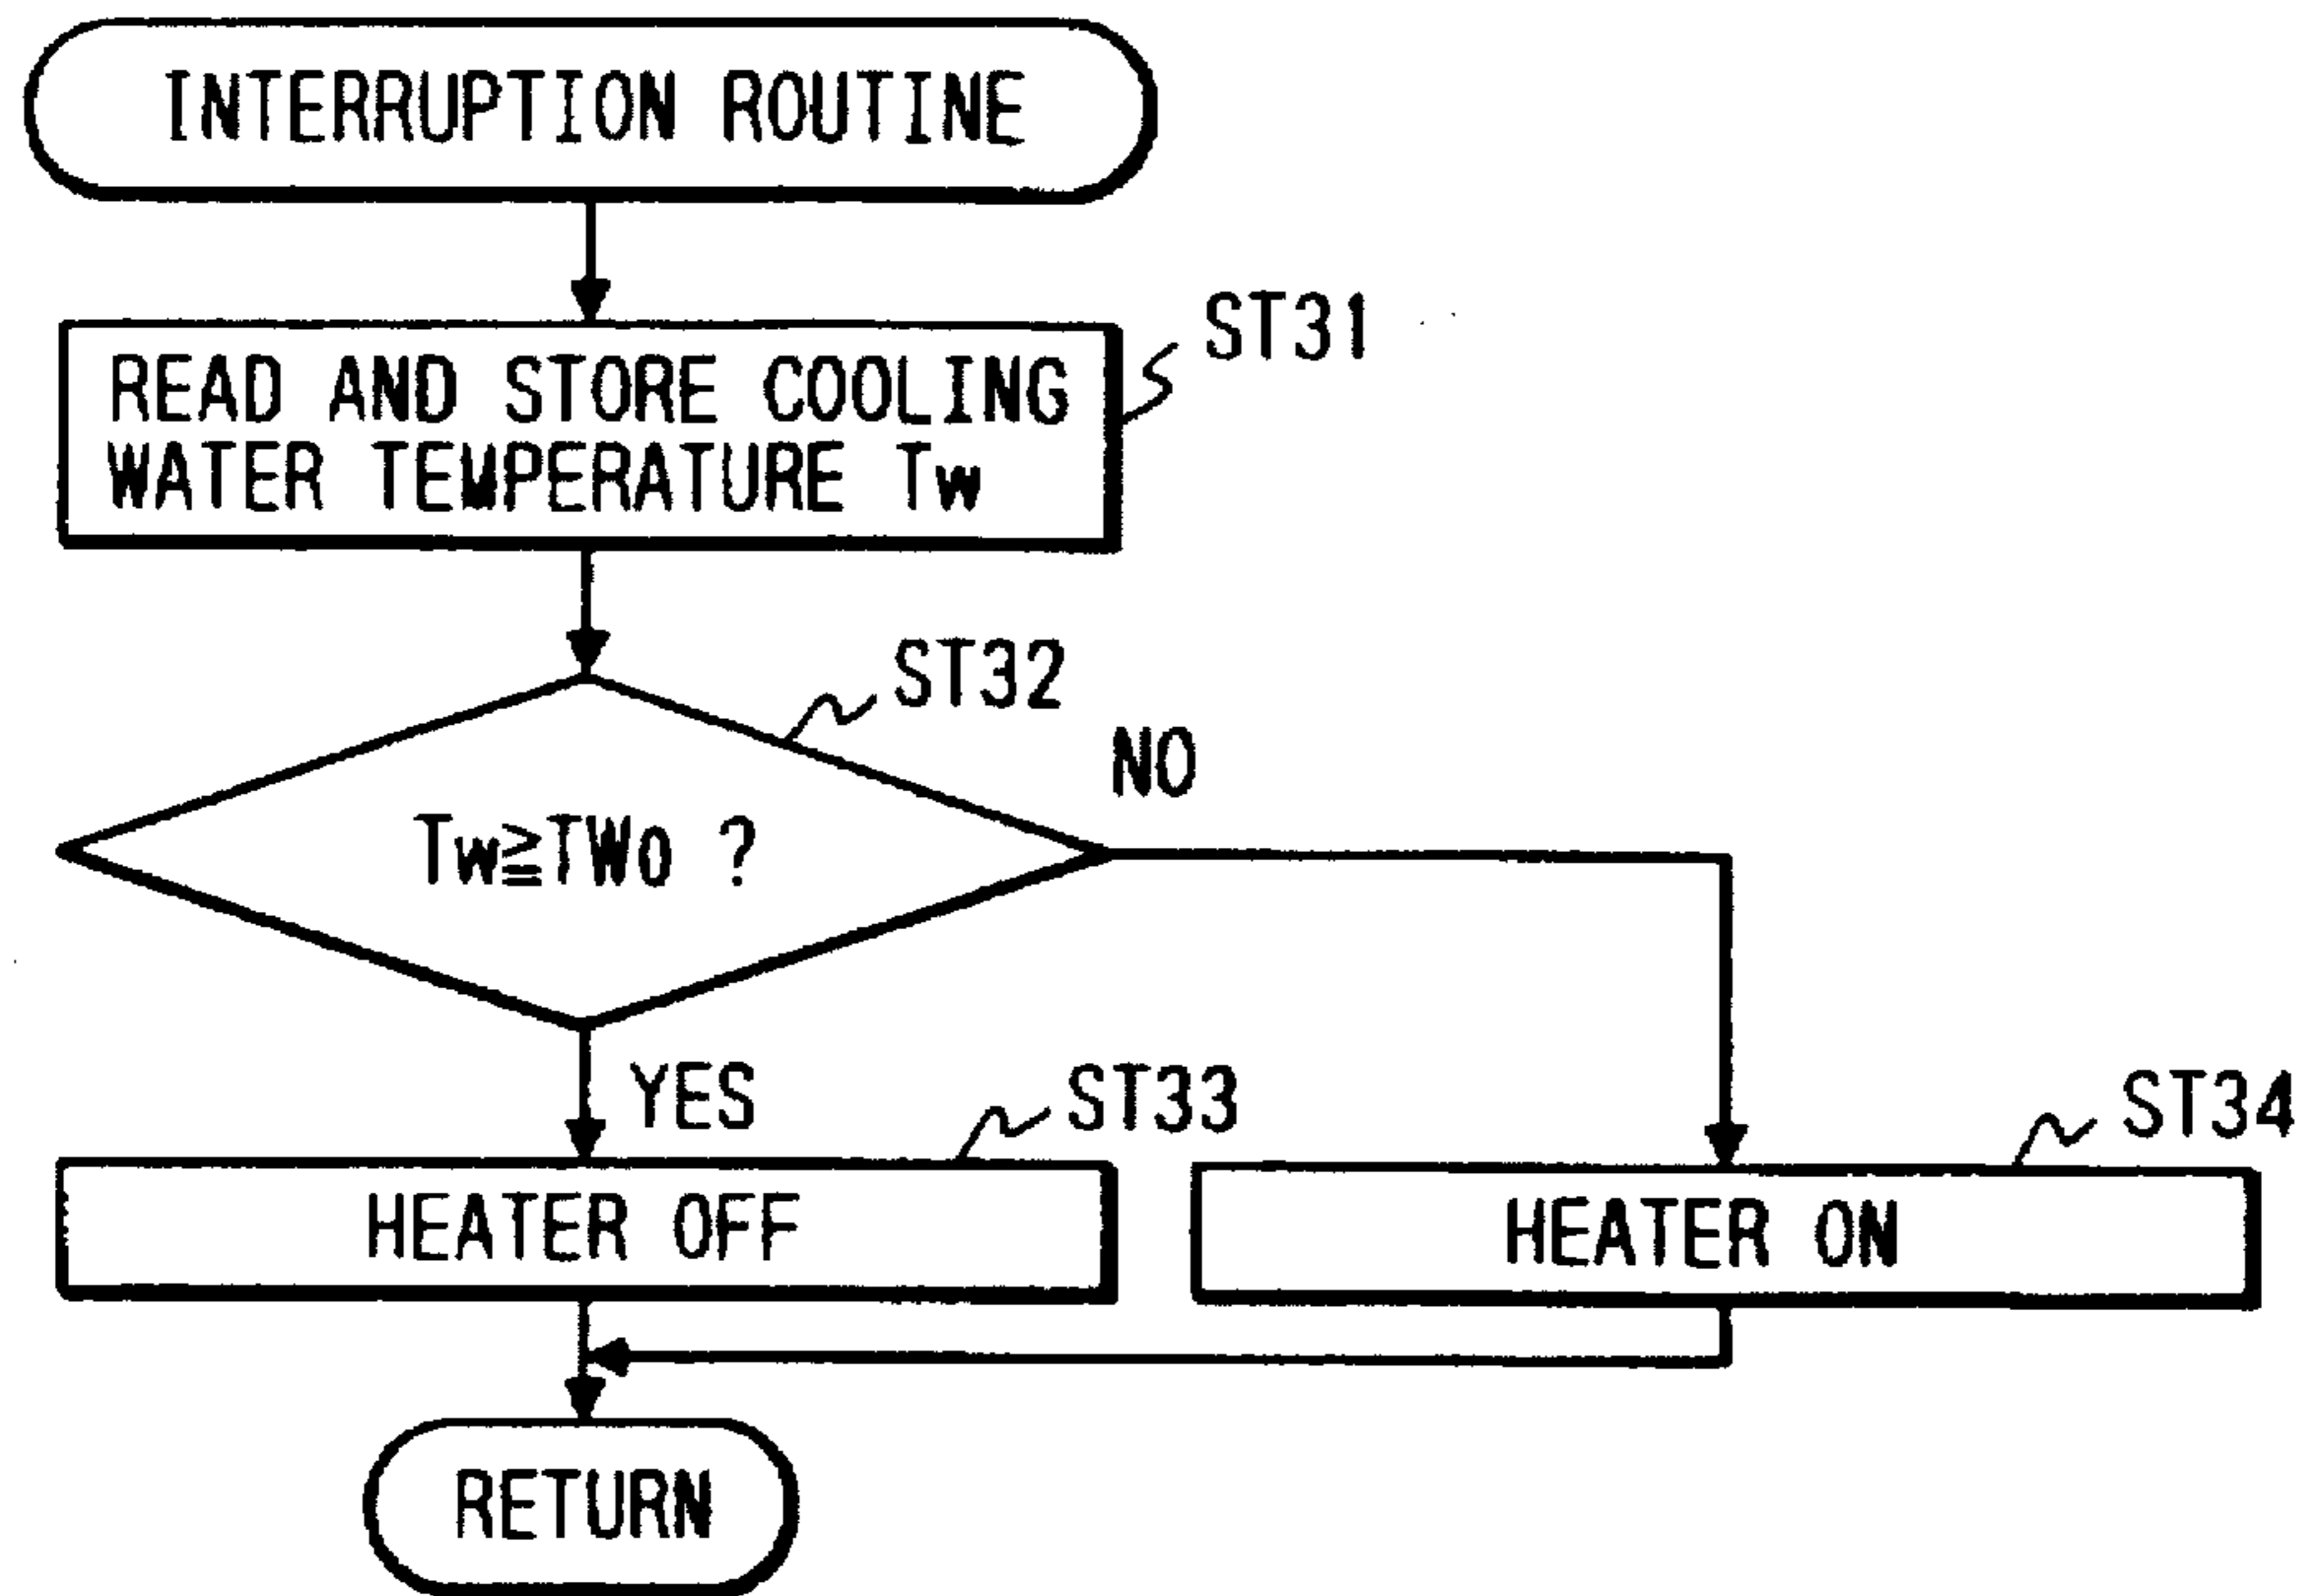 INTERRUPTION ROUTINE
ST31
READ AND STORE COOLING
WATER TEMPERATURE Tw
ST32
NO
Tw≧TWo ?
YES
ST33
ST34
HEATER OFF
HEATER ON
RETURN